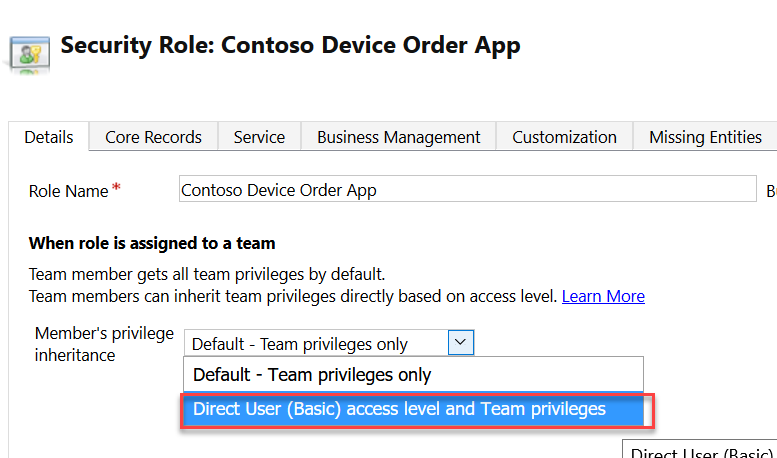 Security Role: Contoso Device Order App
Details Core Records Service Business Management Customization Missing Entities
Role Name* Contoso Device Order App
When role is assigned to a team
Team member gets all team privileges by default.
Team members can inherit team privileges directly based on access level. Learn More
Member's privilege
inheritance
Default - Team privileges only
Default - Team privileges only
Direct User (Basic) access level and Team privileges
Direct User (Basic)